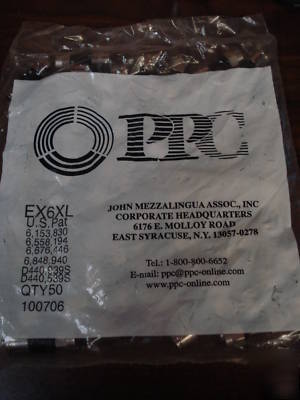 PPC
JOHN MEZZALINGUA ASSOC., INC
CORPORATE HEADQUARTERS
6176 E. MOLLOY ROAD
EAST SYRACUSE, N.Y. 13057-0278
TEL.: 1-800-800-6652
E-mail: ppc@ppc-online.com
www.ppc-online.com
EX6XL
U.S. Pat
6,153,830
6,558,194
6,676,446
6,848,940
D440,939S
D440,539S
QTY50
100706